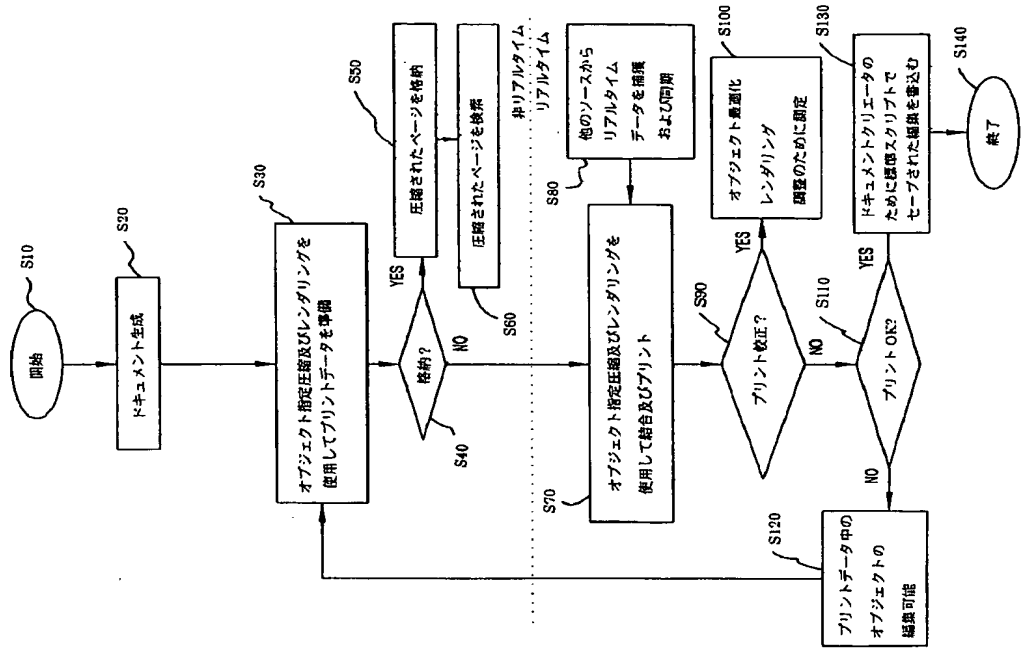 S10
開始
S20
ドキュメント生成
S30
オブジェクト指定圧縮及びレンダリングを
使用してプリントデータを準備
S40
格納?
YES
NO
S50
圧縮されたページを格納
圧縮されたページを検索
S60
非リアルタイム
リアルタイム
S70
オブジェクト指定圧縮及びレンダリングを
使用して結合及びプリント
S80
他のソースから
リアルタイム
データを捕獲
および同期
S90
プリント校正?
YES
NO
S100
オブジェクト最適化
レンダリング
調整のために測定
S110
プリントOK?
YES
NO
S120
プリントデータ中の
オブジェクトの
編集可能
S130
ドキュメントクリエータの
ために標準スクリプトで
セーブされた編集を書込む
S140
終了